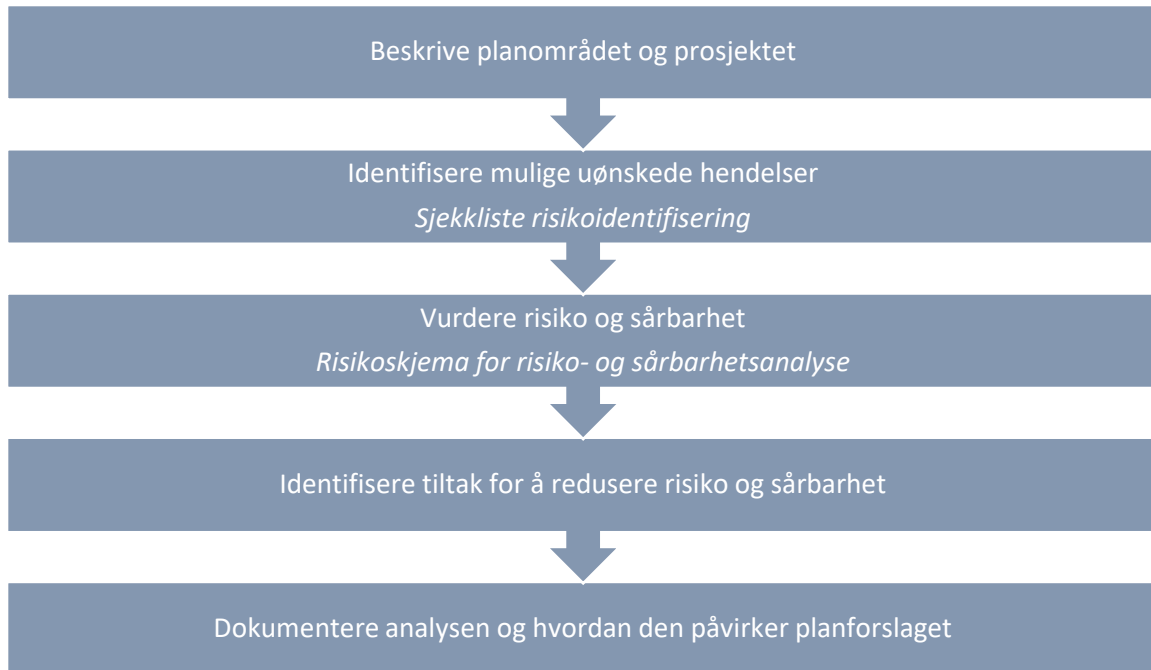 Beskrive planområdet og prosjektet
Identifisere mulige uønskede hendelser
Sjekkliste risikoidentifisering
Vurdere risiko og sårbarhet
Risikoskjema for risiko- og sårbarhetsanalyse
Identifisere tiltak for å redusere risiko og sårbarhet
Dokumentere analysen og hvordan den påvirker planforslaget